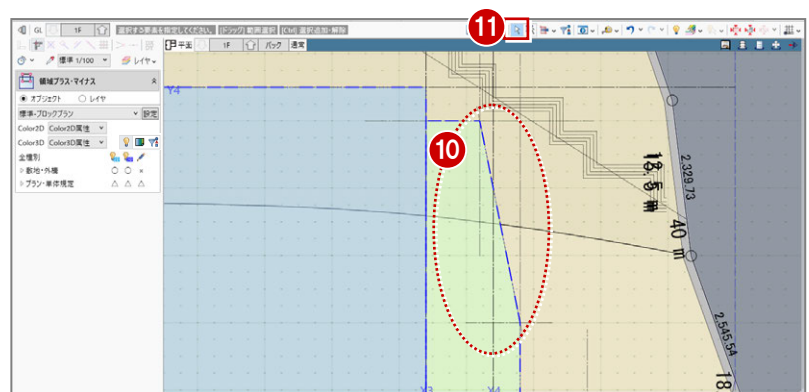 GL 1F 選択する要素を指定してください。 [ドラッグ]範囲選択 [Ctrl] 選択追加・解除
11
平面 1F バック 通常
標準 1/100 レイヤ
領域プラス・マイナス
オブジェクト レイヤ
標準-ブロックプラン 設定
Color2D Color2D属性
Color3D Color3D属性
全種別
敷地・外構
プラン・単体規定
Y4
10
2,329.73
40 m
2,545.54
18
X3 Y4